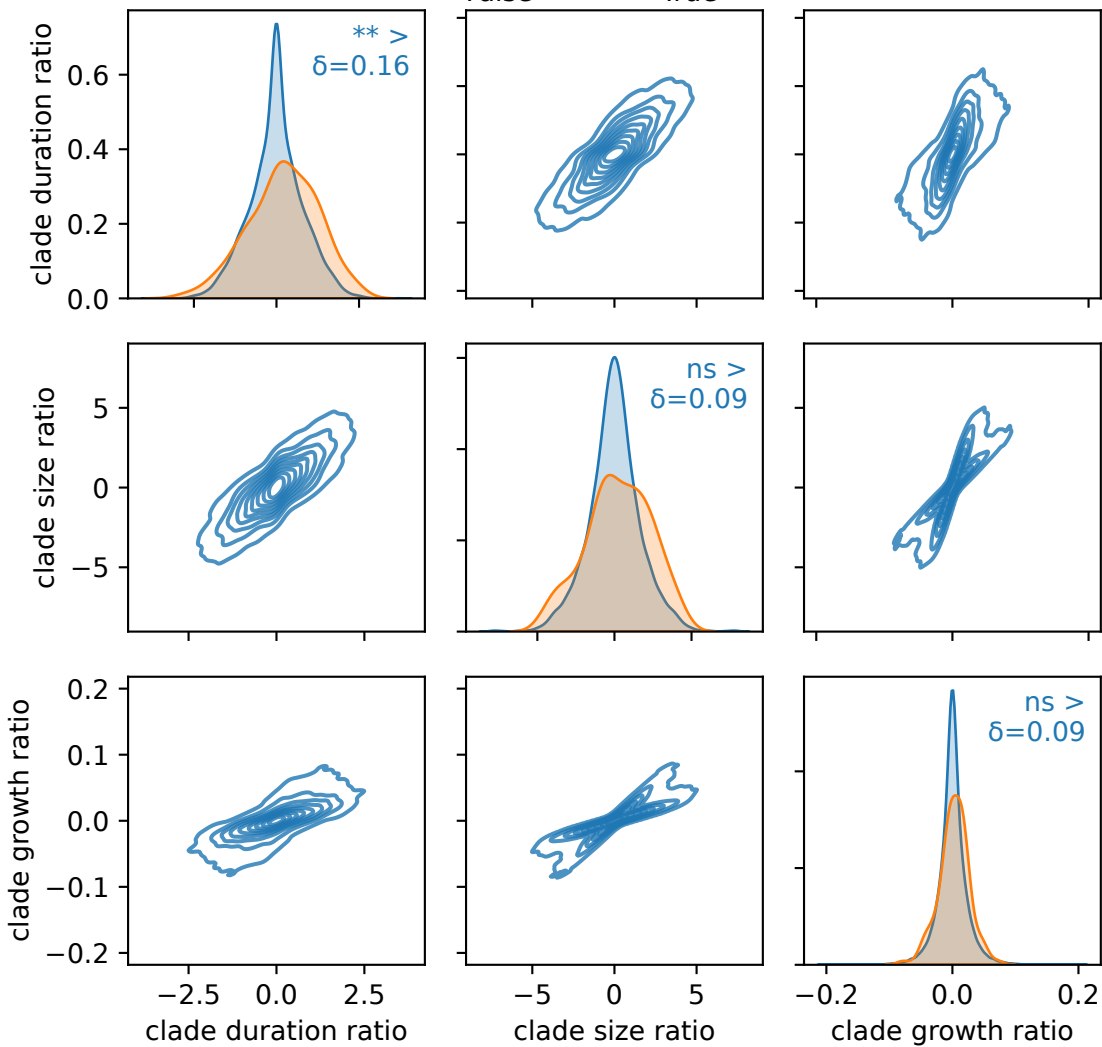 clade duration ratio
0.6
0.4
0.2
0.0
** >
δ=0.16
clade size ratio
5
0
−5
ns >
δ=0.09
clade growth ratio
0.2
0.1
0.0
−0.1
−0.2
ns >
δ=0.09
−2.5 0.0 2.5
−5 0 5
−0.2 0.0 0.2
clade duration ratio
clade size ratio
clade growth ratio